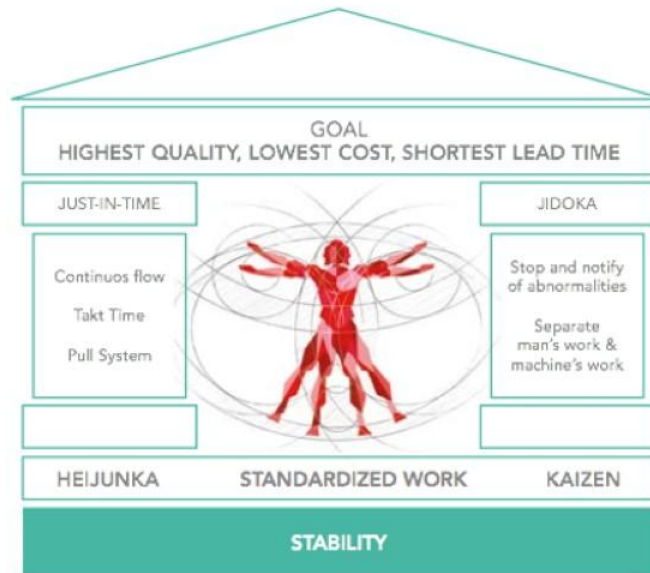 GOAL
HIGHEST QUALITY, LOWEST COST, SHORTEST LEAD TIME
JUST-IN-TIME
Continuos flow
Takt Time
Pull System
JIDOKA
Stop and notify
of abnormalities
Separate
man's work &
machine's work
HEIJUNKA
STANDARDIZED WORK
KAIZEN
STABILITY